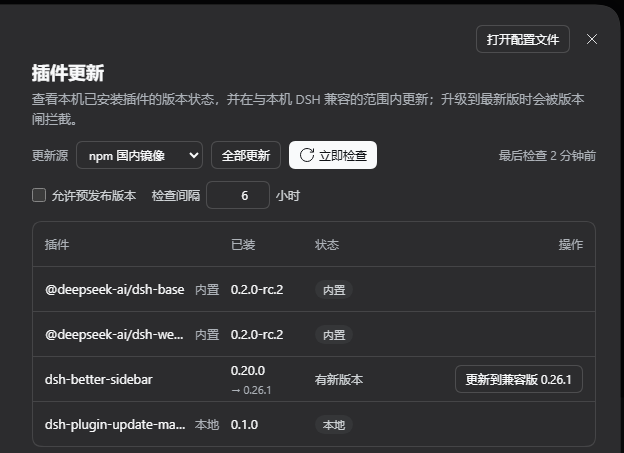 打开配置文件
插件更新
查看本机已安装插件的版本状态，并在与本机 DSH 兼容的范围内更新；升级到最新版时会被版
本闸拦截。
更新源 npm 国内镜像 全部更新 立即检查 最后检查 2 分钟前
允许预发布版本 检查间隔 6 小时
插件 已装 状态 操作
@deepseek-ai/dsh-base 内置 0.2.0-rc.2 内置
@deepseek-ai/dsh-we... 内置 0.2.0-rc.2 内置
dsh-better-sidebar 0.20.0 有新版本 更新到兼容版 0.26.1
→ 0.26.1
dsh-plugin-update-ma... 本地 0.1.0 本地